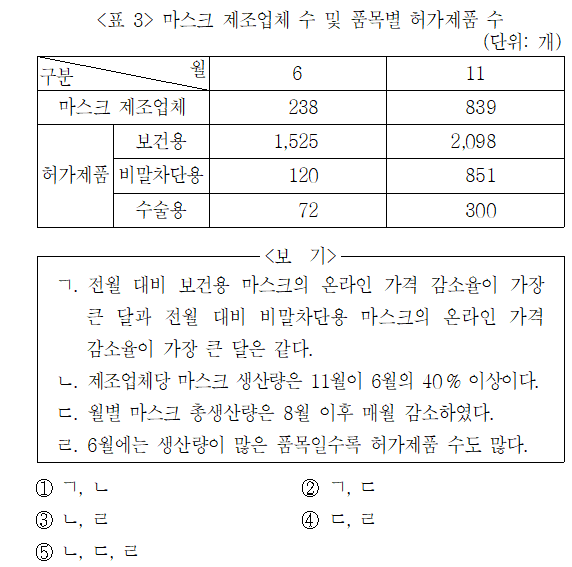 <표 3> 마스크 제조업체 수 및 품목별 허가제품 수
(단위: 개)
구분 월 6 11
마스크 제조업체 238 839
허가제품 보건용 1,525 2,098
비말차단용 120 851
수술용 72 300
<보 기>
ㄱ. 전월 대비 보건용 마스크의 온라인 가격 감소율이 가장
큰 달과 전월 대비 비말차단용 마스크의 온라인 가격
감소율이 가장 큰 달은 같다.
ㄴ. 제조업체당 마스크 생산량은 11월이 6월의 40% 이상이다.
ㄷ. 월별 마스크 총생산량은 8월 이후 매월 감소하였다.
ㄹ. 6월에는 생산량이 많은 품목일수록 허가제품 수도 많다.
① ㄱ, ㄴ ② ㄱ, ㄷ
③ ㄴ, ㄹ ④ ㄷ, ㄹ
⑤ ㄴ, ㄷ, ㄹ